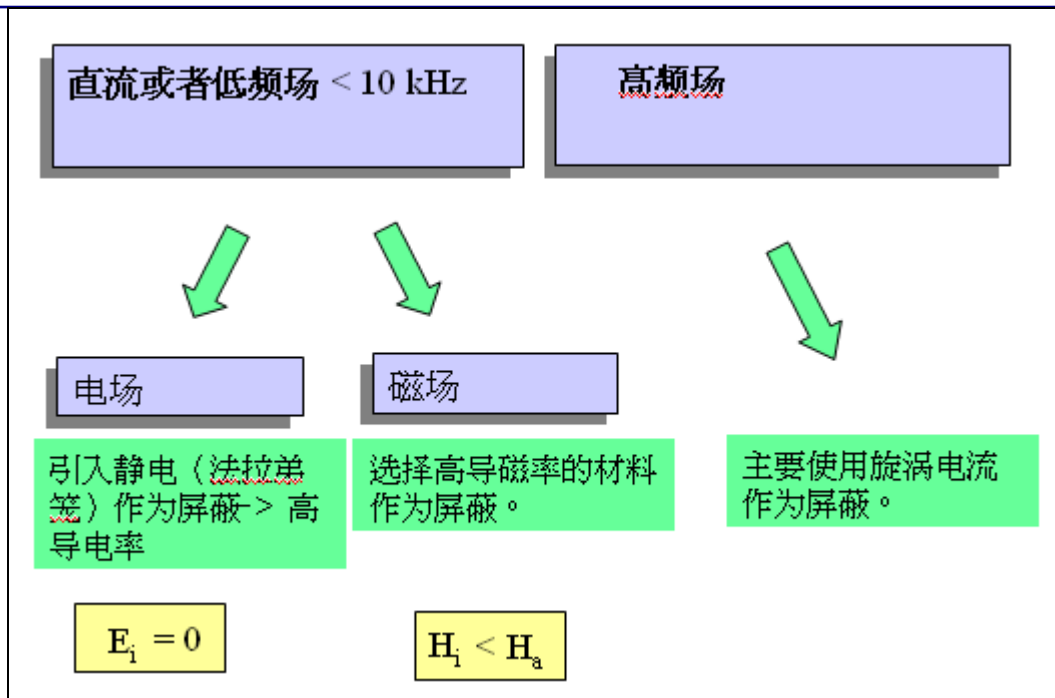 直流或者低频场 < 10 kHz
高频场
电场
磁场
引入静电（法拉第
笼）作为屏蔽-> 高
导电率
选择高导磁率的材料
作为屏蔽。
主要使用旋涡电流
作为屏蔽。
Ei = 0
Hi < Ha